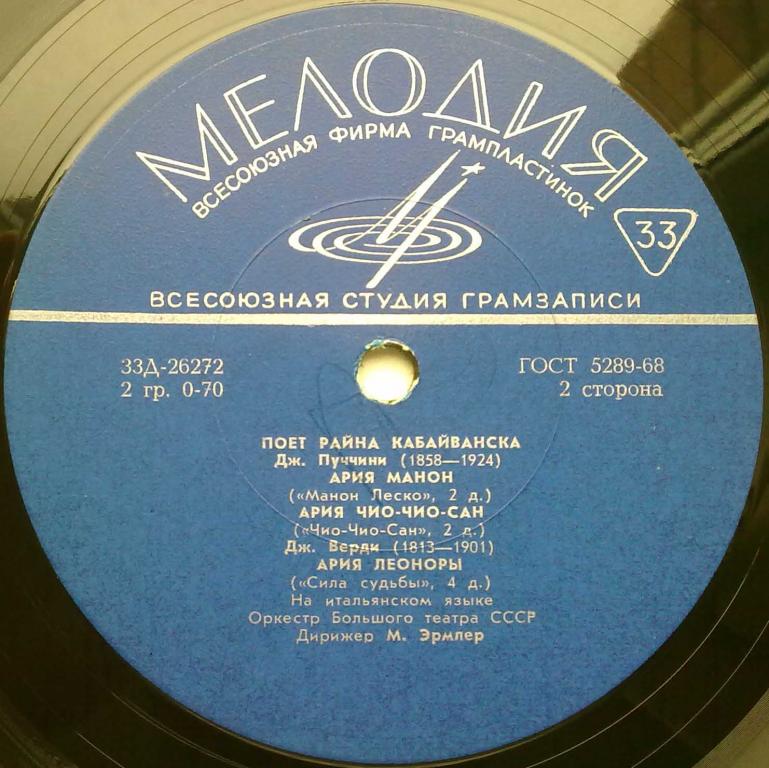 МЕЛОДИЯ
ВСЕСОЮЗНАЯ ФИРМА ГРАМПЛАСТИНОК
33
ВСЕСОЮЗНАЯ СТУДИЯ ГРАМЗАПИСИ
33Д-26272
ГОСТ 5289-68
2 гр. 0-70
2 сторона
ПОЕТ РАЙНА КАБАЙВАНСКА
Дж. Пуччини (1858—1924)
АРИЯ МАНОН
(«Манон Леско», 2 д.)
АРИЯ ЧИО-ЧИО-САН
(«Чио-Чио-Сан», 2 д.)
Дж. Верди (1813—1901)
АРИЯ ЛЕОНОРЫ
(«Сила судьбы», 4 д.)
На итальянском языке
Оркестр Большого театра СССР
Дирижер М. Эрмлер